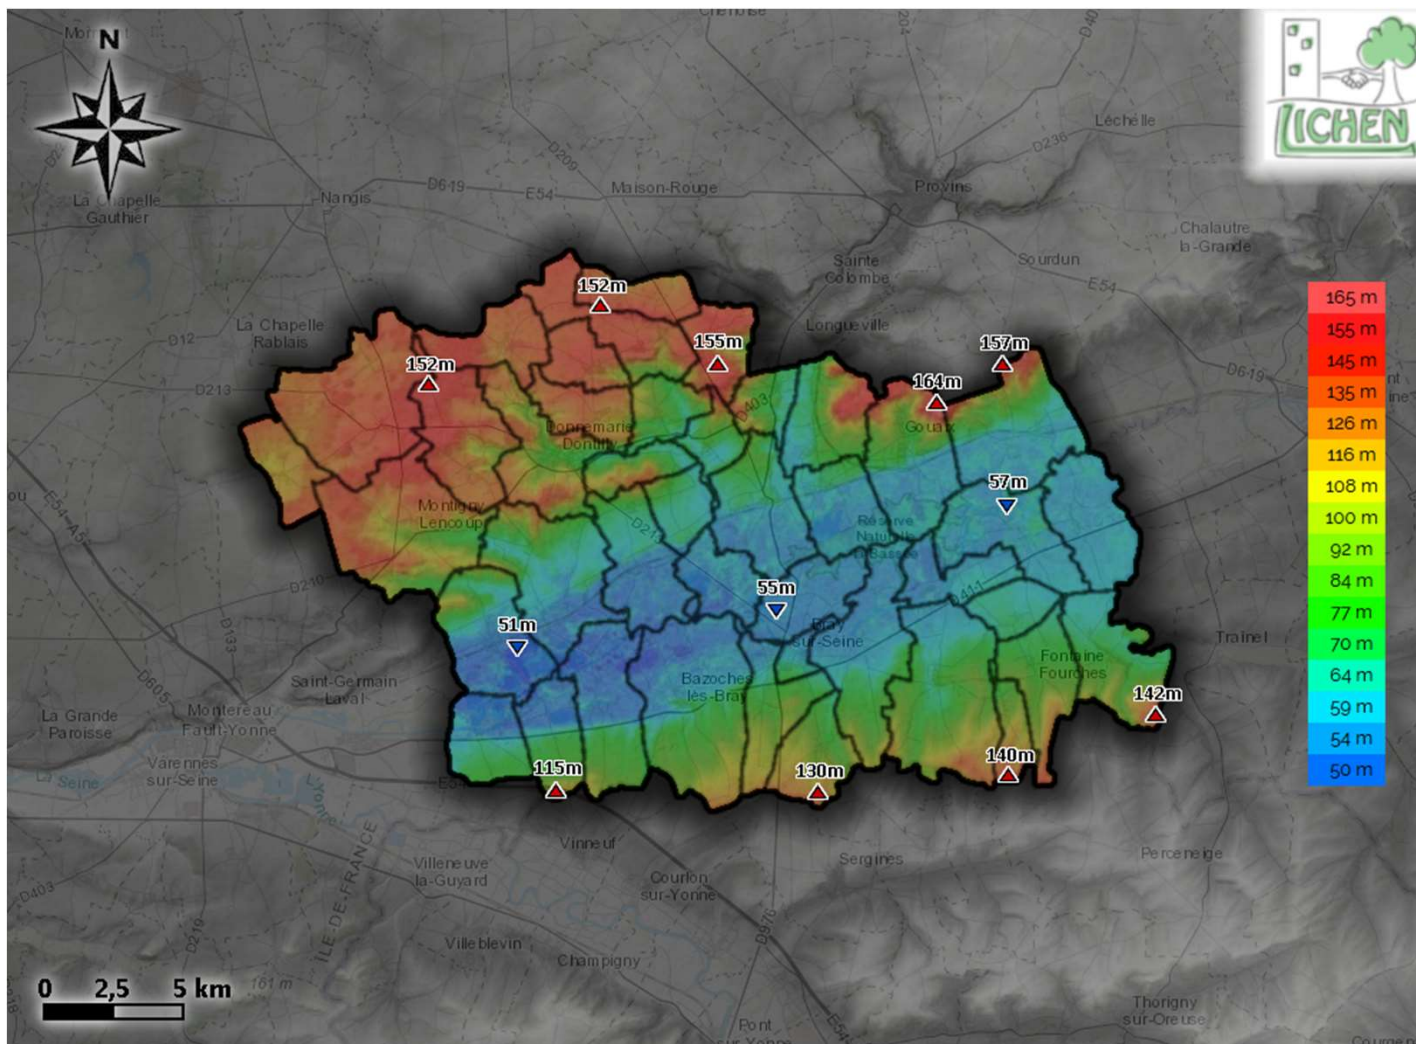 Chenoise
N
LICHEN
Léchelle
D236
D209
La Chapelle
Gauthier
Nangis
D619
E54
Maison-Rouge
Provins
Chalautre
la-Grande
Sainte
Colombe
Sourdun
E54
152m
La Chapelle
Rablais
D12
Longueville
165 m
155 m
145 m
135 m
126 m
116 m
108 m
100 m
92 m
84 m
77 m
70 m
64 m
59 m
54 m
50 m
155m
157m
152m
164m
D619
D213
D403
Gouaix
Donnemarie
Dontilly
57m
Montigny
Lencoup
Réserve
Naturelle
D210
55m
D411
51m
Bray
sur-Seine
D133
Traînel
Fontaine
Fourches
D605
Saint-Germain
Laval
Bazoches
lès-Bray
142m
La Grande
Paroisse
Montereau
Fault-Yonne
Varennes
sur-Seine
La Seine
115m
130m
140m
Yonne
Vinneuf
ÎLE-DE-FRANCE
Villeneuve
la-Guyard
Sergines
Perceneige
Courlon
sur-Yonne
D403
D219
D976
Villeblevin
Champigny
161 m
0 2,5 5 km
Thorigny
sur-Oreuse
Pont
sur-Yonne